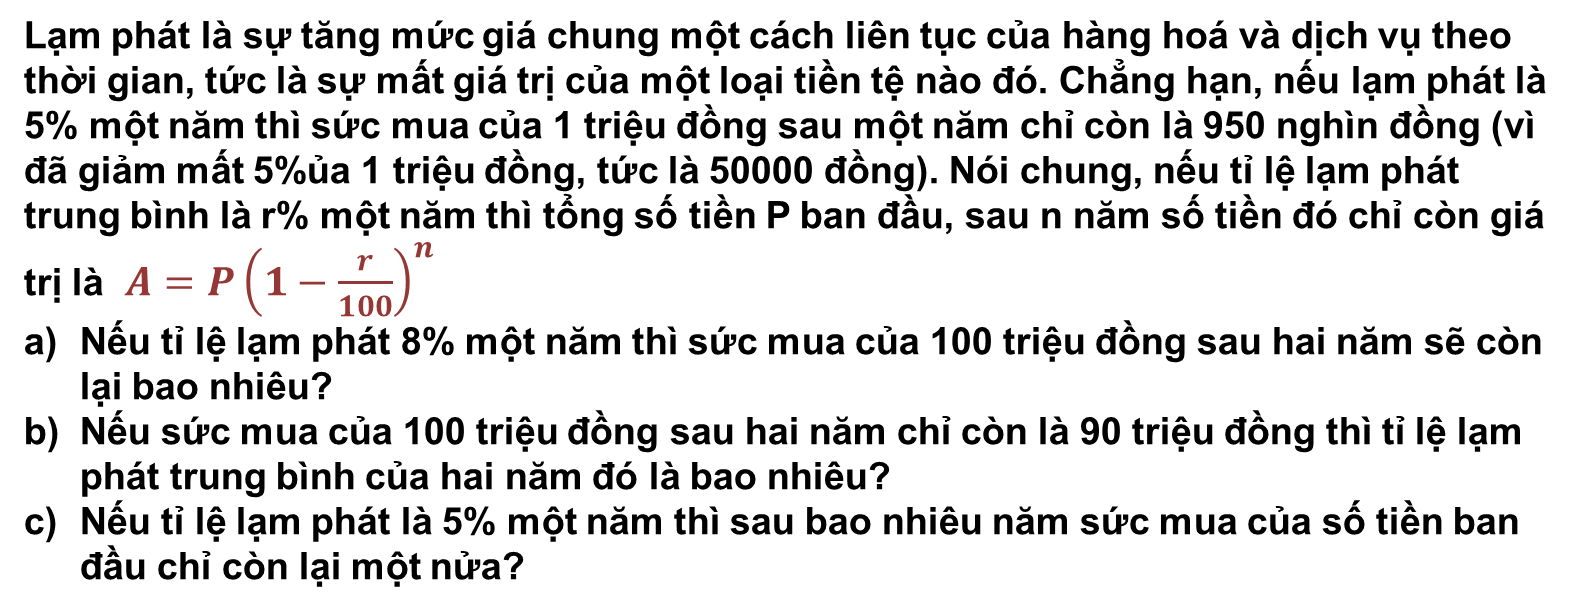 Lạm phát là sự tăng mức giá chung một cách liên tục của hàng hoá và dịch vụ theo
thời gian, tức là sự mất giá trị của một loại tiền tệ nào đó. Chẳng hạn, nếu lạm phát là
5% một năm thì sức mua của 1 triệu đồng sau một năm chỉ còn là 950 nghìn đồng (vì
đã giảm mất 5%ủa 1 triệu đồng, tức là 50000 đồng). Nói chung, nếu tỉ lệ lạm phát
trung bình là r% một năm thì tổng số tiền P ban đầu, sau n năm số tiền đó chỉ còn giá
trị là A = P(1 − r/100)^n
a) Nếu tỉ lệ lạm phát 8% một năm thì sức mua của 100 triệu đồng sau hai năm sẽ còn
lại bao nhiêu?
b) Nếu sức mua của 100 triệu đồng sau hai năm chỉ còn là 90 triệu đồng thì tỉ lệ lạm
phát trung bình của hai năm đó là bao nhiêu?
c) Nếu tỉ lệ lạm phát là 5% một năm thì sau bao nhiêu năm sức mua của số tiền ban
đầu chỉ còn lại một nửa?